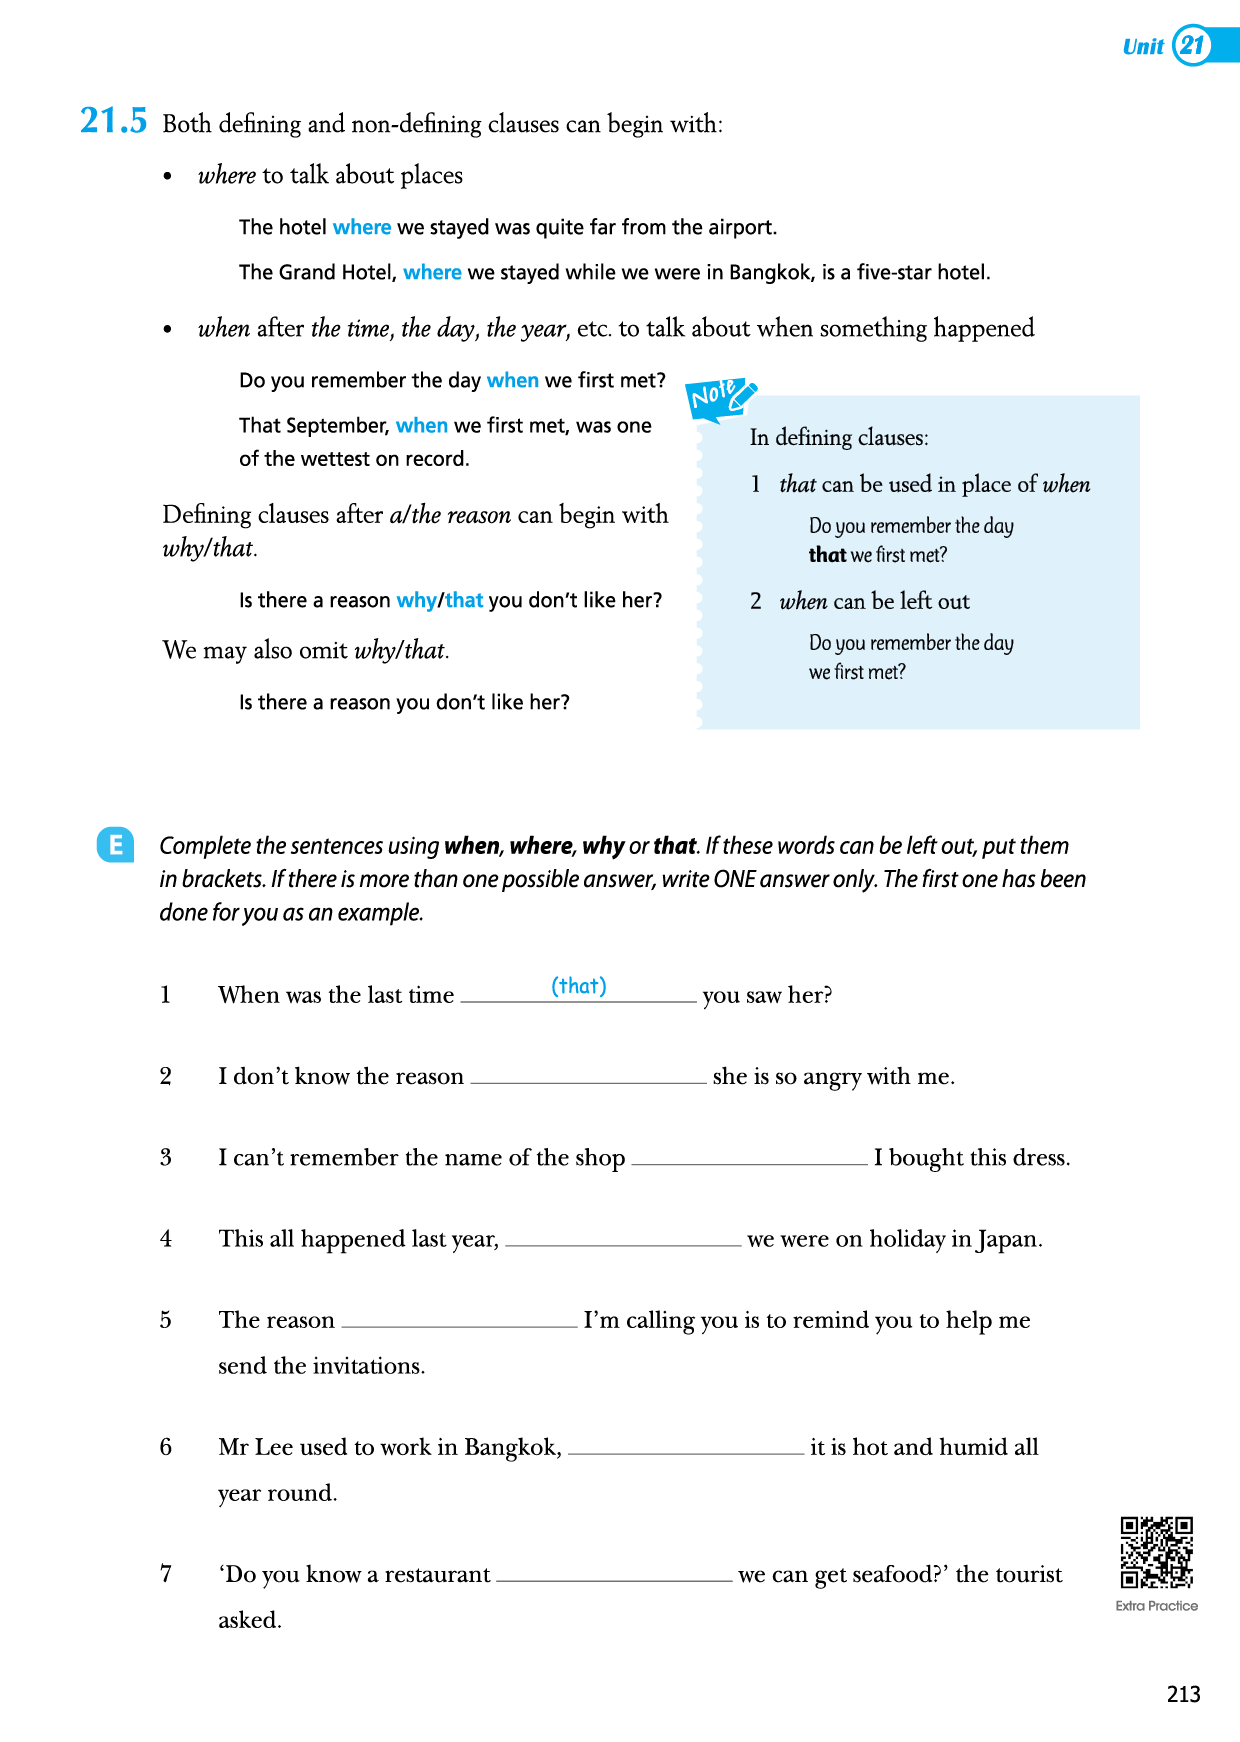 Unit 21
21.5 Both defining and non-defining clauses can begin with:
• where to talk about places
The hotel where we stayed was quite far from the airport.
The Grand Hotel, where we stayed while we were in Bangkok, is a five-star hotel.
• when after the time, the day, the year, etc. to talk about when something happened
Do you remember the day when we first met?
That September, when we first met, was one
of the wettest on record.
Defining clauses after a/the reason can begin with
why/that.
Is there a reason why/that you don’t like her?
We may also omit why/that.
Is there a reason you don’t like her?
Note
In defining clauses:
1 that can be used in place of when
Do you remember the day
that we first met?
2 when can be left out
Do you remember the day
we first met?
E Complete the sentences using when, where, why or that. If these words can be left out, put them
in brackets. If there is more than one possible answer, write ONE answer only. The first one has been
done for you as an example.
1 When was the last time (that) you saw her?
2 I don’t know the reason ____ she is so angry with me.
3 I can’t remember the name of the shop ____ I bought this dress.
4 This all happened last year, ____ we were on holiday in Japan.
5 The reason ____ I’m calling you is to remind you to help me
send the invitations.
6 Mr Lee used to work in Bangkok, ____ it is hot and humid all
year round.
7 ‘Do you know a restaurant ____ we can get seafood?’ the tourist
asked.
Extra Practice
213